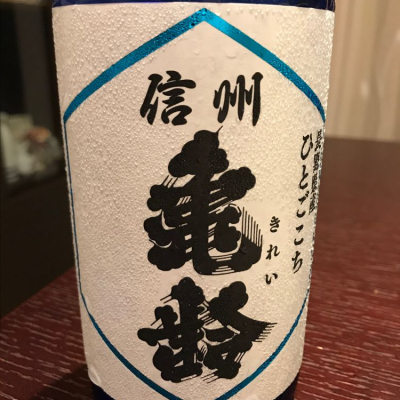 信州
亀齢
きれい
長野県産
ひとごこち